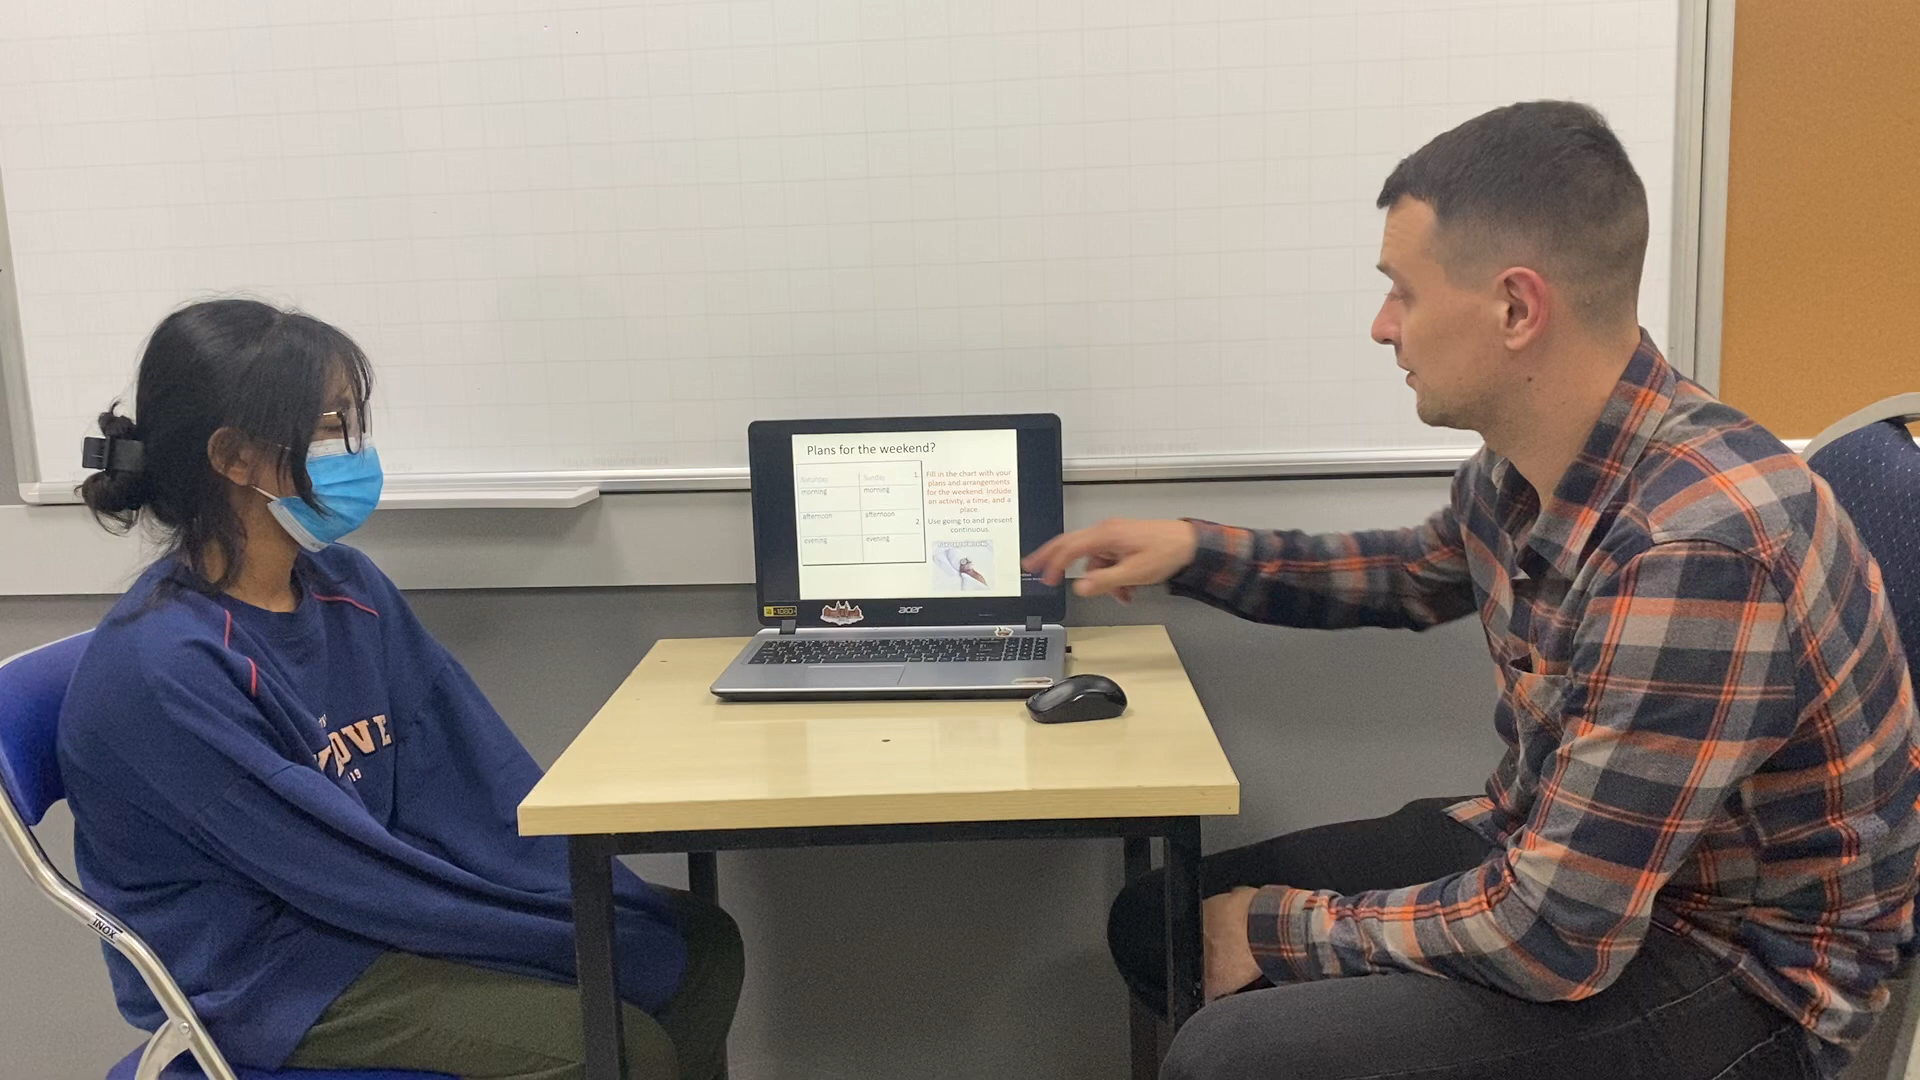 Plans for the weekend?
Saturday Sunday
morning morning
afternoon afternoon
evening evening
1.
Fill in the chart with your
plans and arrangements
for the weekend. Include
an activity, a time, and a
place.
2.
Use going to and present
continuous.
1080
acer
19
INOX